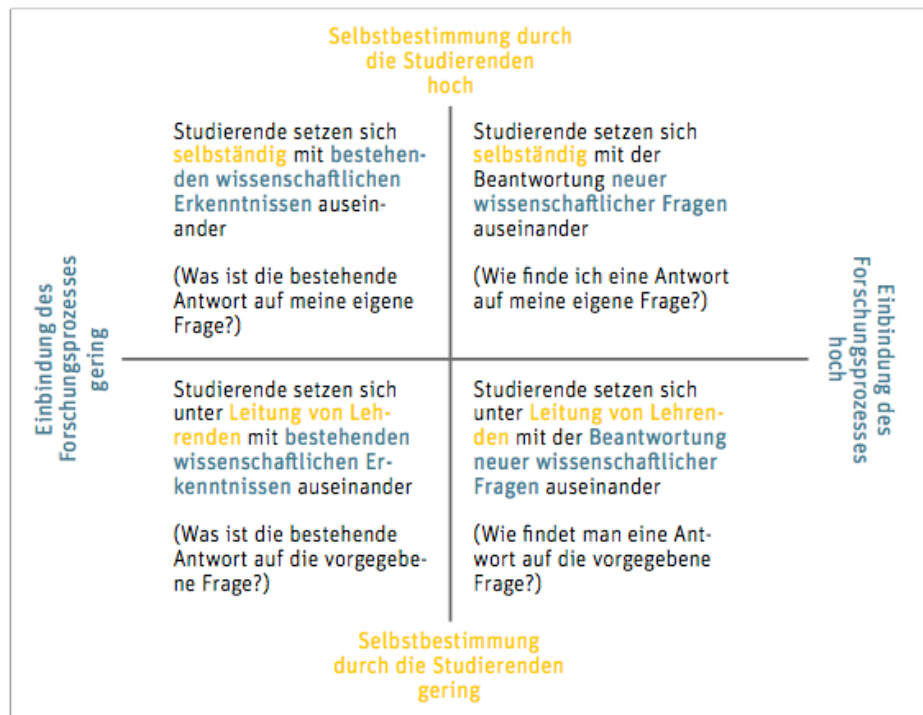 Selbstbestimmung durch
die Studierenden
hoch
Studierende setzen sich
selbständig mit bestehen-
den wissenschaftlichen
Erkenntnissen ausein-
ander
(Was ist die bestehende
Antwort auf meine eigene
Frage?)
Studierende setzen sich
selbständig mit der
Beantwortung neuer
wissenschaftlicher Fragen
auseinander
(Wie finde ich eine Antwort
auf meine eigene Frage?)
Einbindung des
Forschungsprozesses
gering
Einbindung des
Forschungsprozesses
hoch
Studierende setzen sich
unter Leitung von Leh-
renden mit bestehenden
wissenschaftlichen Er-
kenntnissen auseinander
(Was ist die bestehende
Antwort auf die vorgegebe-
ne Frage?)
Studierende setzen sich
unter Leitung von Lehren-
den mit der Beantwortung
neuer wissenschaftlicher
Fragen auseinander
(Wie findet man eine Ant-
wort auf die vorgegebene
Frage?)
Selbstbestimmung
durch die Studierenden
gering